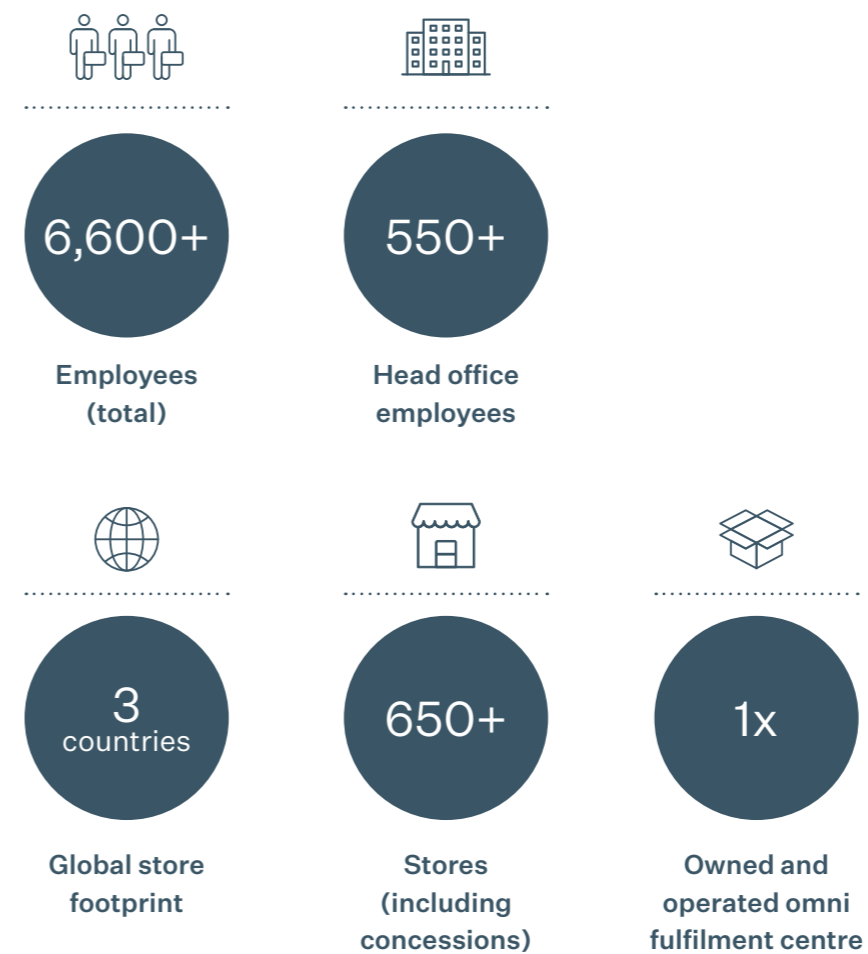 6,600+
Employees
(total)
550+
Head office
employees
3
countries
Global store
footprint
650+
Stores
(including
concessions)
1x
Owned and
operated omni
fulfilment centre